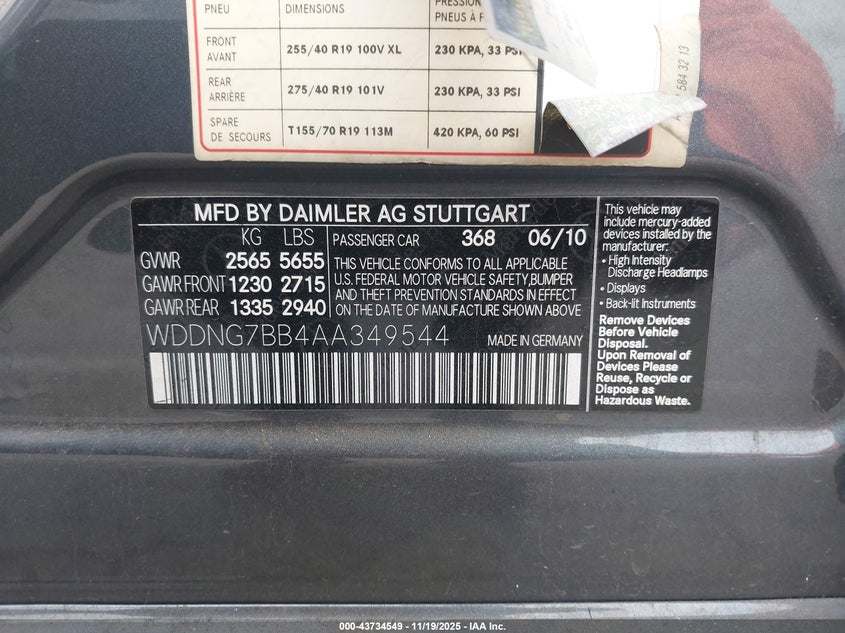 PNEU DIMENSIONS PRESSION
PNEUS À F
FRONT
AVANT 255/40 R19 100V XL 230 KPA, 33 PSI
REAR
ARRIÈRE 275/40 R19 101V 230 KPA, 33 PSI
SPARE
DE SECOURS T155/70 R19 113M 420 KPA, 60 PSI
584 32 13
MFD BY DAIMLER AG STUTTGART
KG LBS PASSENGER CAR 368 06/10
GVWR 2565 5655
GAWR FRONT 1230 2715
GAWR REAR 1335 2940
THIS VEHICLE CONFORMS TO ALL APPLICABLE
U.S. FEDERAL MOTOR VEHICLE SAFETY,BUMPER
AND THEFT PREVENTION STANDARDS IN EFFECT
ON THE DATE OF MANUFACTURE SHOWN ABOVE
WDDNG7BB4AA349544 MADE IN GERMANY
This vehicle may
include mercury-added
devices installed by the
manufacturer:
• High Intensity
Discharge Headlamps
• Displays
• Back-lit Instruments
Remove Devices
Before Vehicle
Disposal.
Upon Removal of
Devices Please
Reuse, Recycle or
Dispose as
Hazardous Waste.
000-43734549 - 11/19/2025 - IAA Inc.